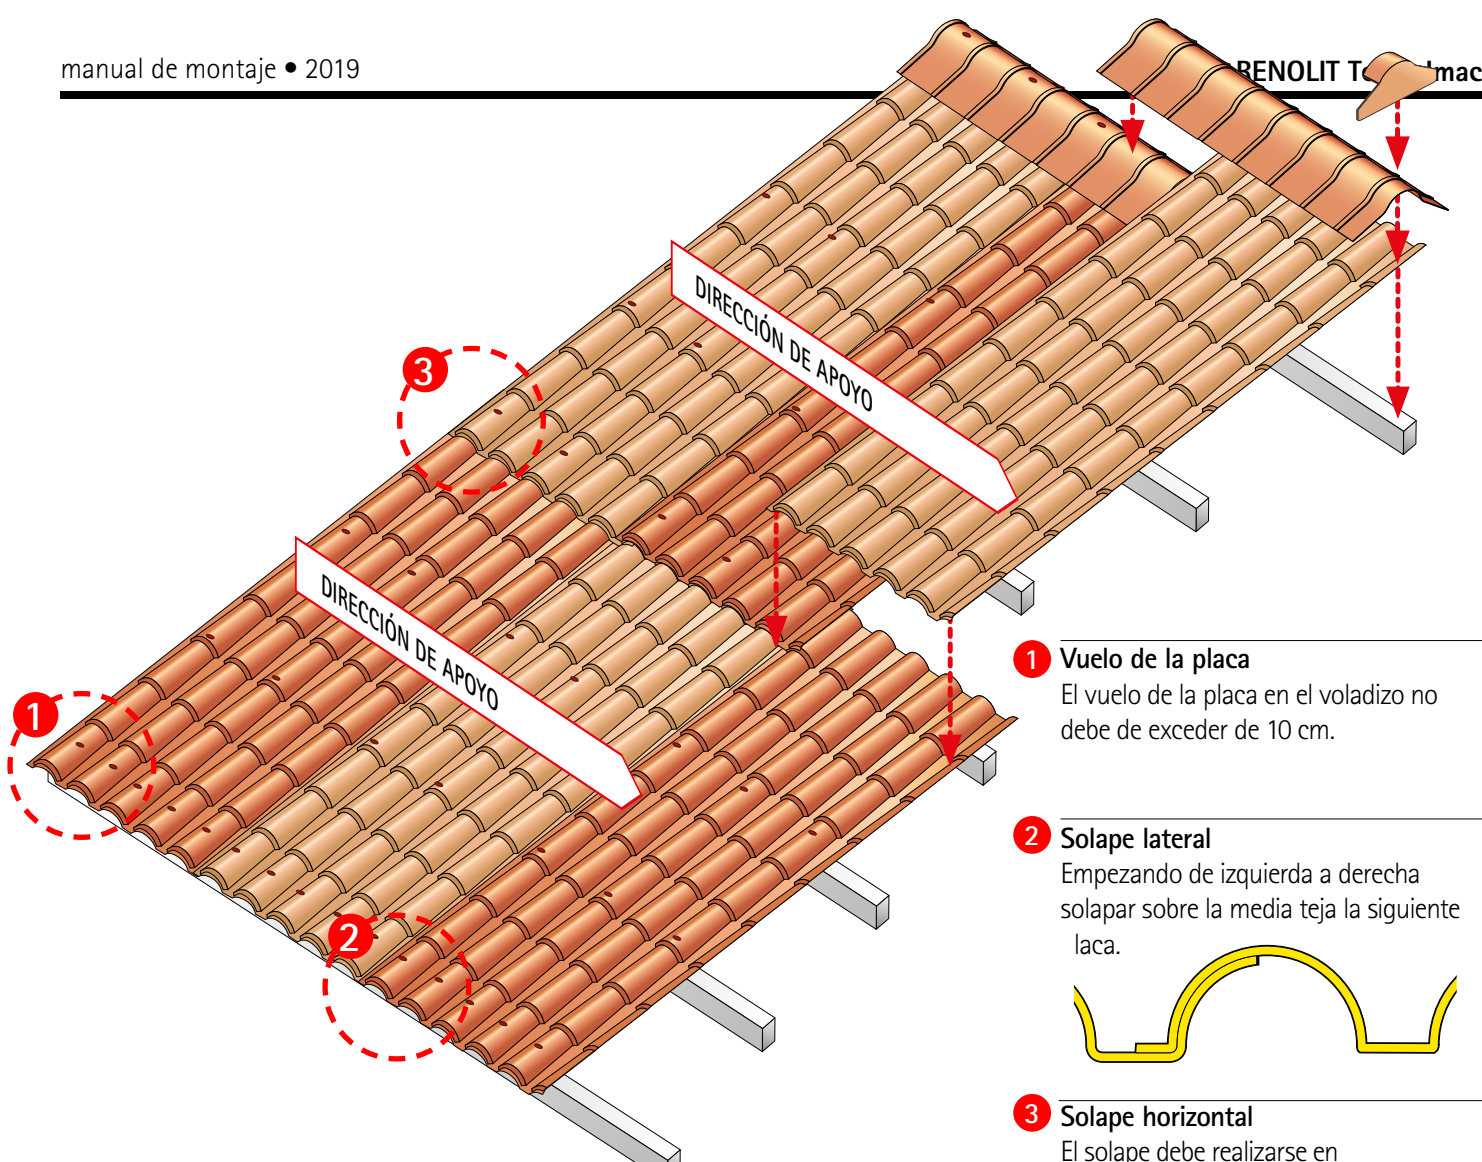 manual de montaje • 2019
RENOLIT
DIRECCIÓN DE APOYO
3
DIRECCIÓN DE APOYO
1
2
1 Vuelo de la placa
El vuelo de la placa en el voladizo no
debe de exceder de 10 cm.
2 Solape lateral
Empezando de izquierda a derecha
solapar sobre la media teja la siguiente
laca.
3 Solape horizontal
El solape debe realizarse en